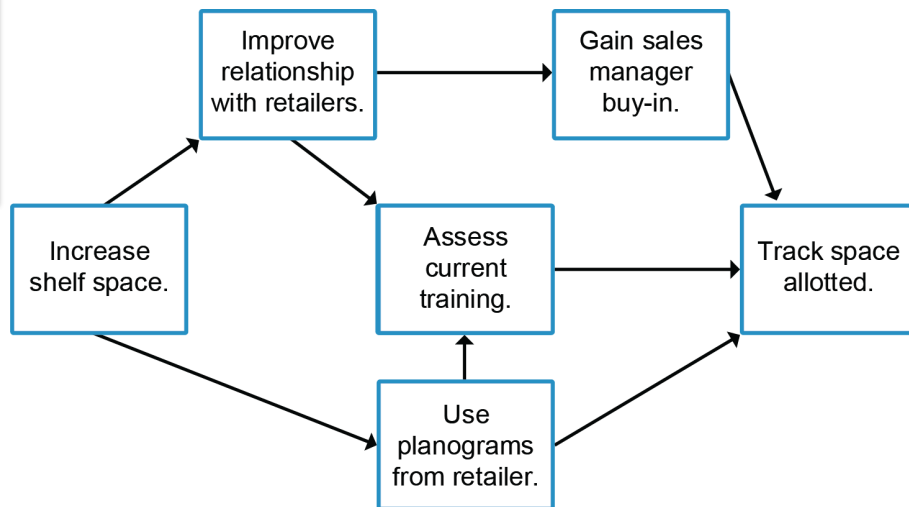 Improve
relationship
with retailers.
Gain sales
manager
buy-in.
Increase
shelf space.
Assess
current
training.
Track space
allotted.
Use
planograms
from retailer.